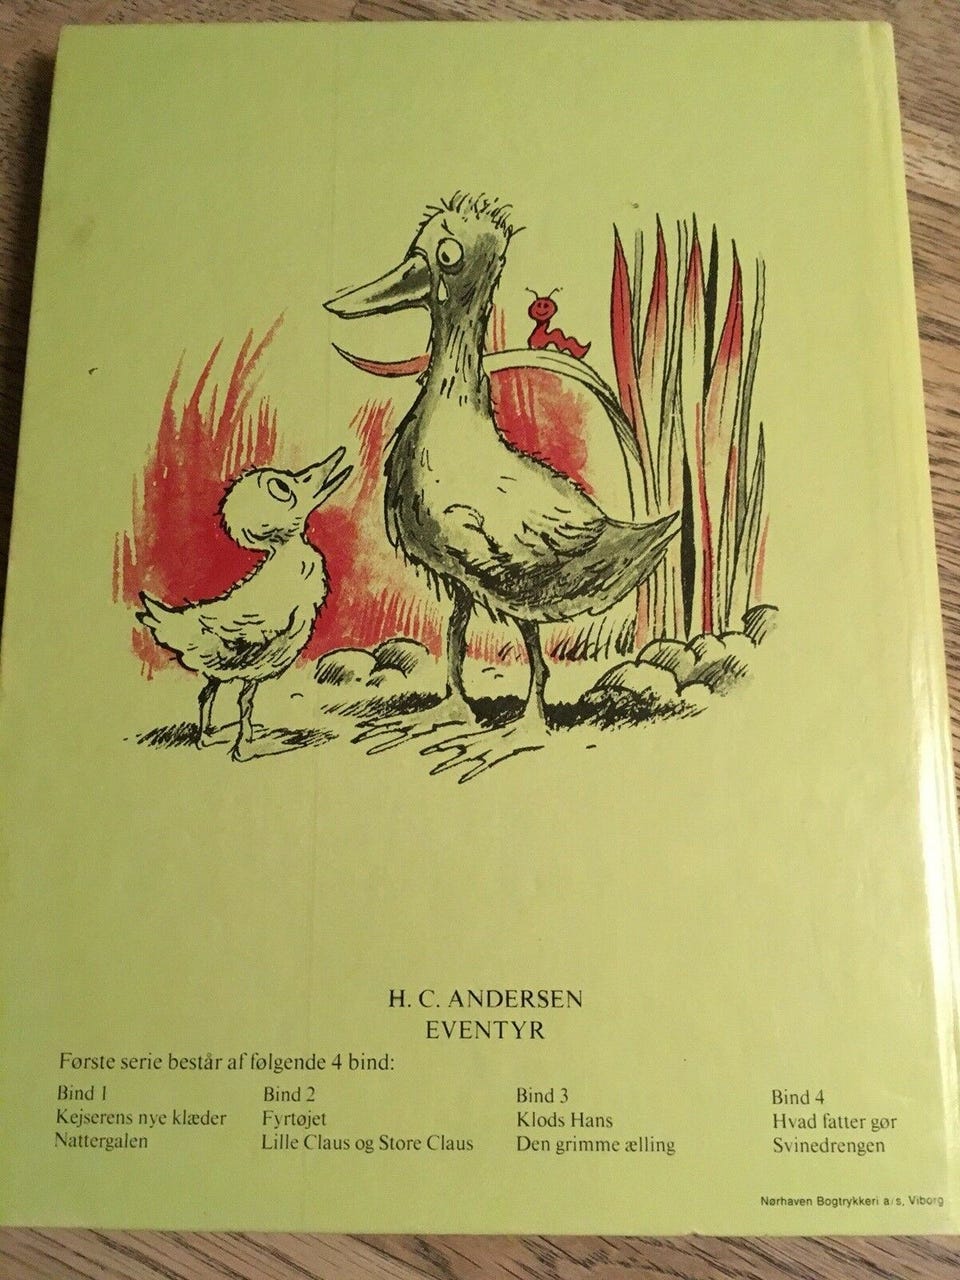 H. C. ANDERSEN
EVENTYR
Første serie består af følgende 4 bind:
Bind 1
Kejserens nye klæder
Nattergalen
Bind 2
Fyrtøjet
Lille Claus og Store Claus
Bind 3
Klods Hans
Den grimme ælling
Bind 4
Hvad fatter gør
Svinedrengen
Nørhaven Bogtrykkeri a/s, Viborg